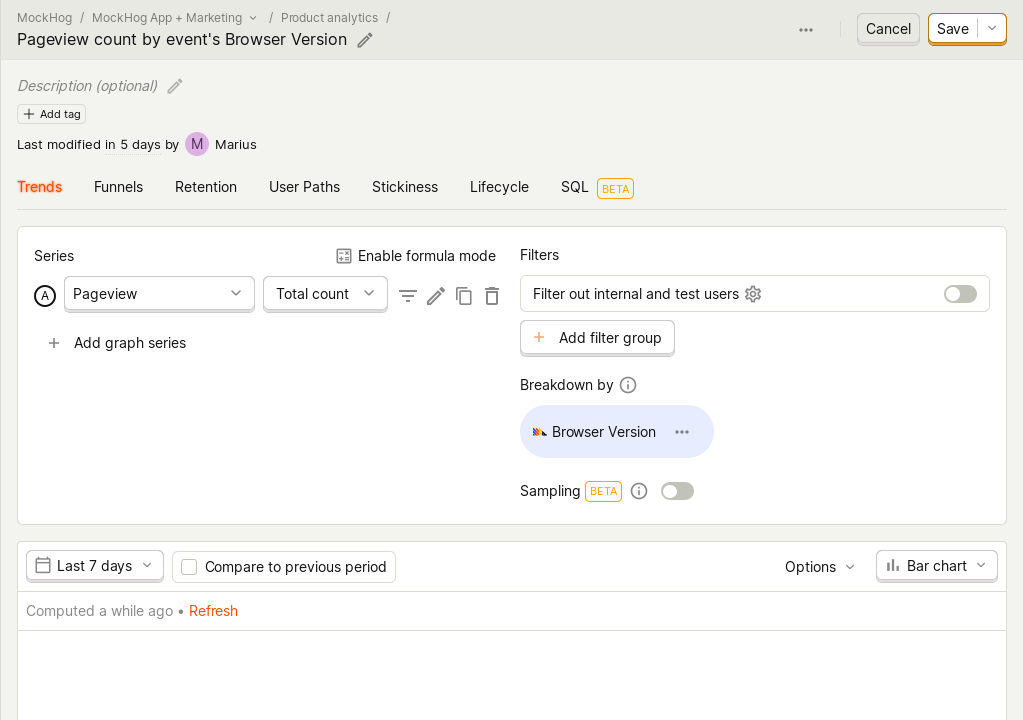 MockHog / MockHog App + Marketing / Product analytics /
Pageview count by event's Browser Version
Cancel
Save
Description (optional)
Add tag
Last modified in 5 days by M Marius
Trends Funnels Retention User Paths Stickiness Lifecycle SQL BETA
Series
Enable formula mode
A Pageview Total count
Add graph series
Filters
Filter out internal and test users
Add filter group
Breakdown by
Browser Version
Sampling BETA
Last 7 days
Compare to previous period
Options
Bar chart
Computed a while ago • Refresh